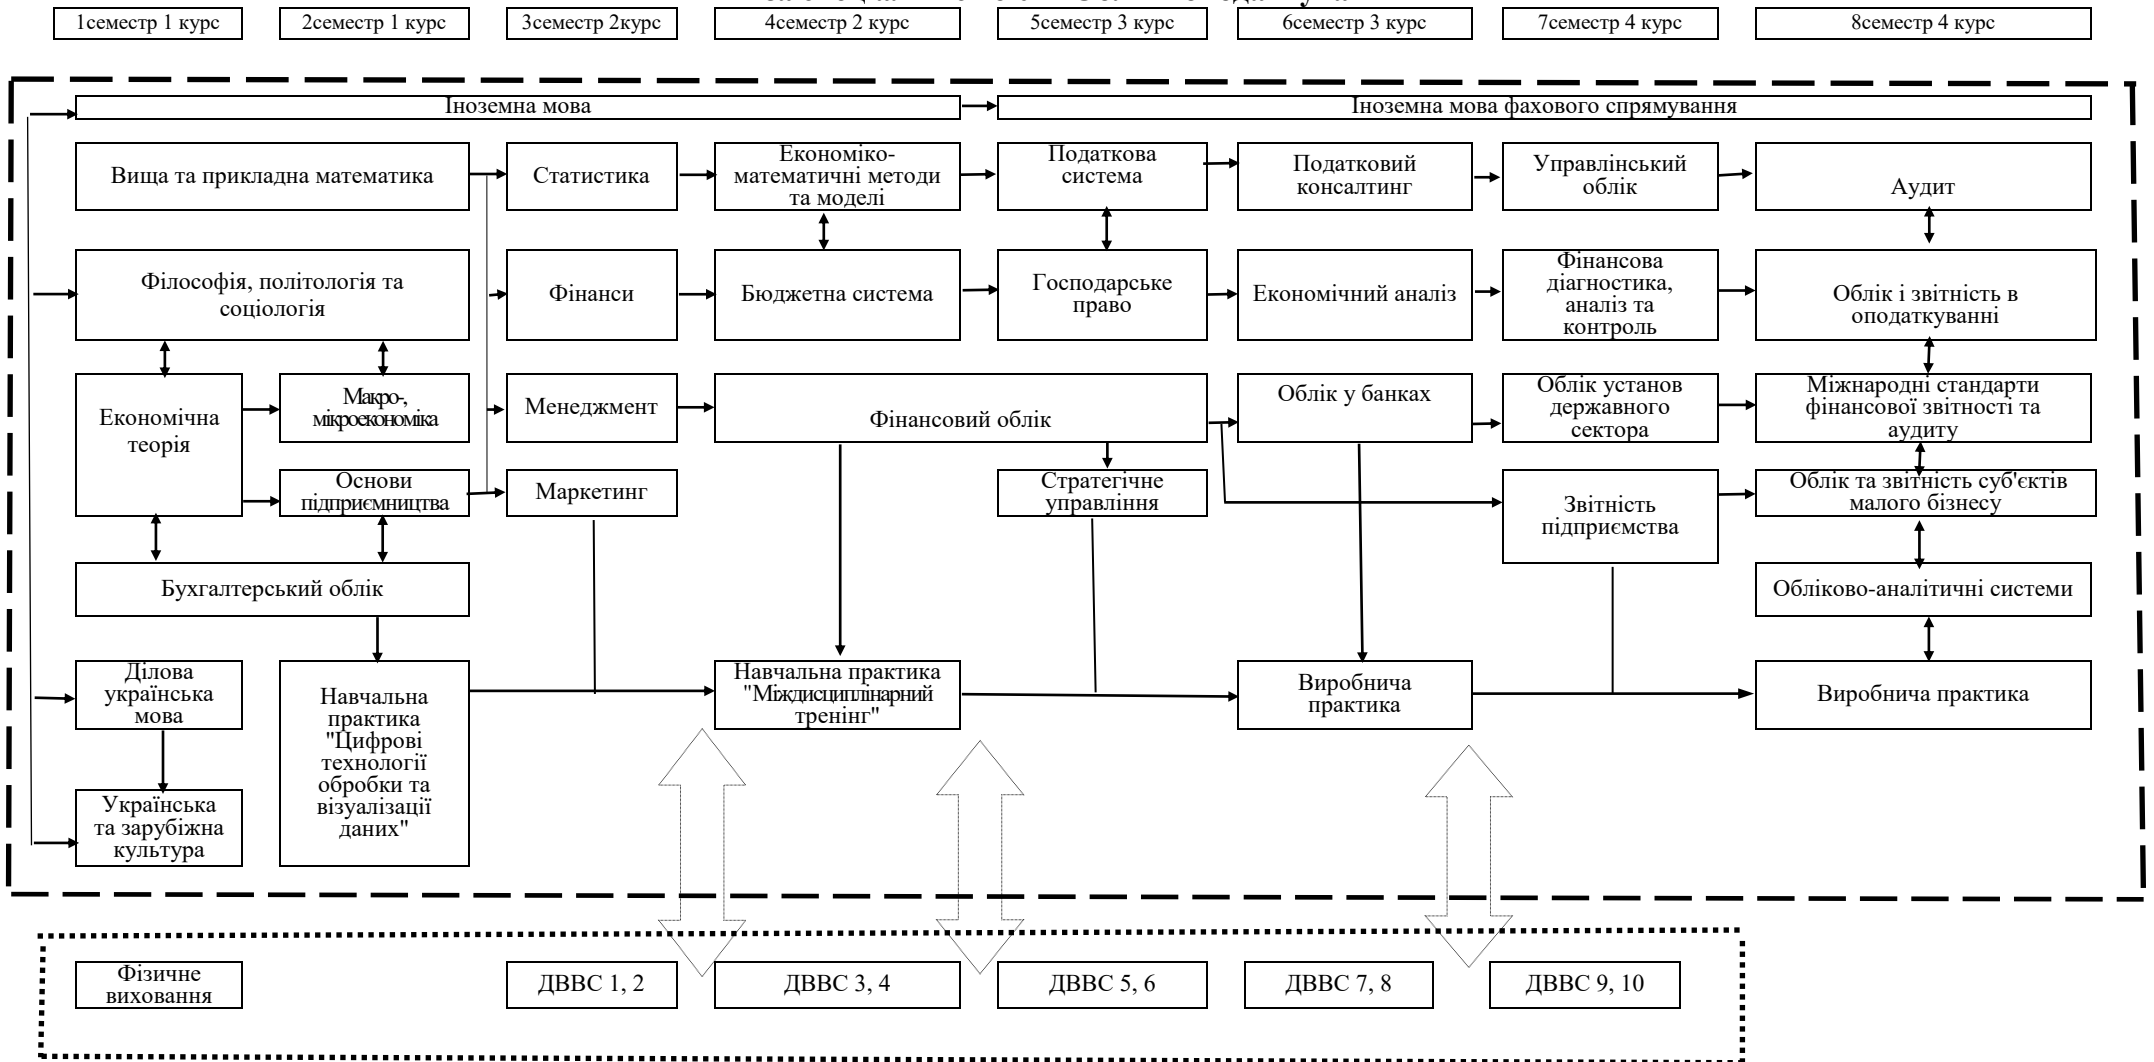 1семестр 1 курс
2семестр 1 курс
3семестр 2курс
4семестр 2 курс
5семестр 3 курс
6семестр 3 курс
7семестр 4 курс
8семестр 4 курс
Іноземна мова
Іноземна мова фахового спрямування
Вища та прикладна математика
Статистика
Економіко-
математичні методи
та моделі
Податкова
система
Податковий
консалтинг
Управлінський
облік
Аудит
Філософія, політологія та
соціологія
Фінанси
Бюджетна система
Господарське
право
Економічний аналіз
Фінансова
діагностика,
аналіз та
контроль
Облік і звітність в
оподаткуванні
Економічна
теорія
Макро-,
мікроекономіка
Менеджмент
Фінансовий облік
Облік у банках
Облік установ
державного
сектора
Міжнародні стандарти
фінансової звітності та
аудиту
Основи
підприємництва
Маркетинг
Стратегічне
управління
Звітність
підприємства
Облік та звітність суб'єктів
малого бізнесу
Бухгалтерський облік
Обліково-аналітичні системи
Ділова
українська
мова
Навчальна
практика
"Цифрові
технології
обробки та
візуалізації
даних"
Навчальна практика
"Міждисциплінарний
тренінг"
Виробнича
практика
Виробнича практика
Українська
та зарубіжна
культура
Фізичне
виховання
ДВВС 1, 2
ДВВС 3, 4
ДВВС 5, 6
ДВВС 7, 8
ДВВС 9, 10